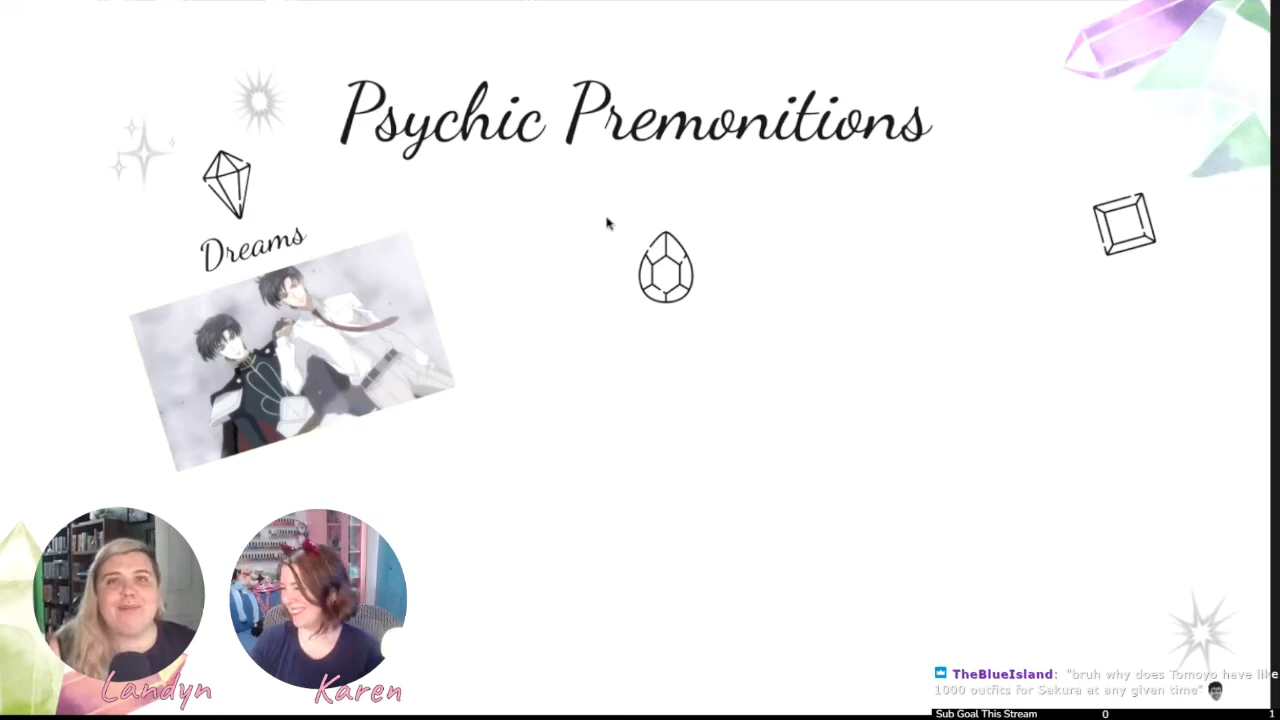 Psychic Premonitions
Dreams
Landyn
Karen
TheBlueIsland: "bruh why does Tomoyo have like
1000 outfits for Sakura at any given time"
Sub Goal This Stream 0 1